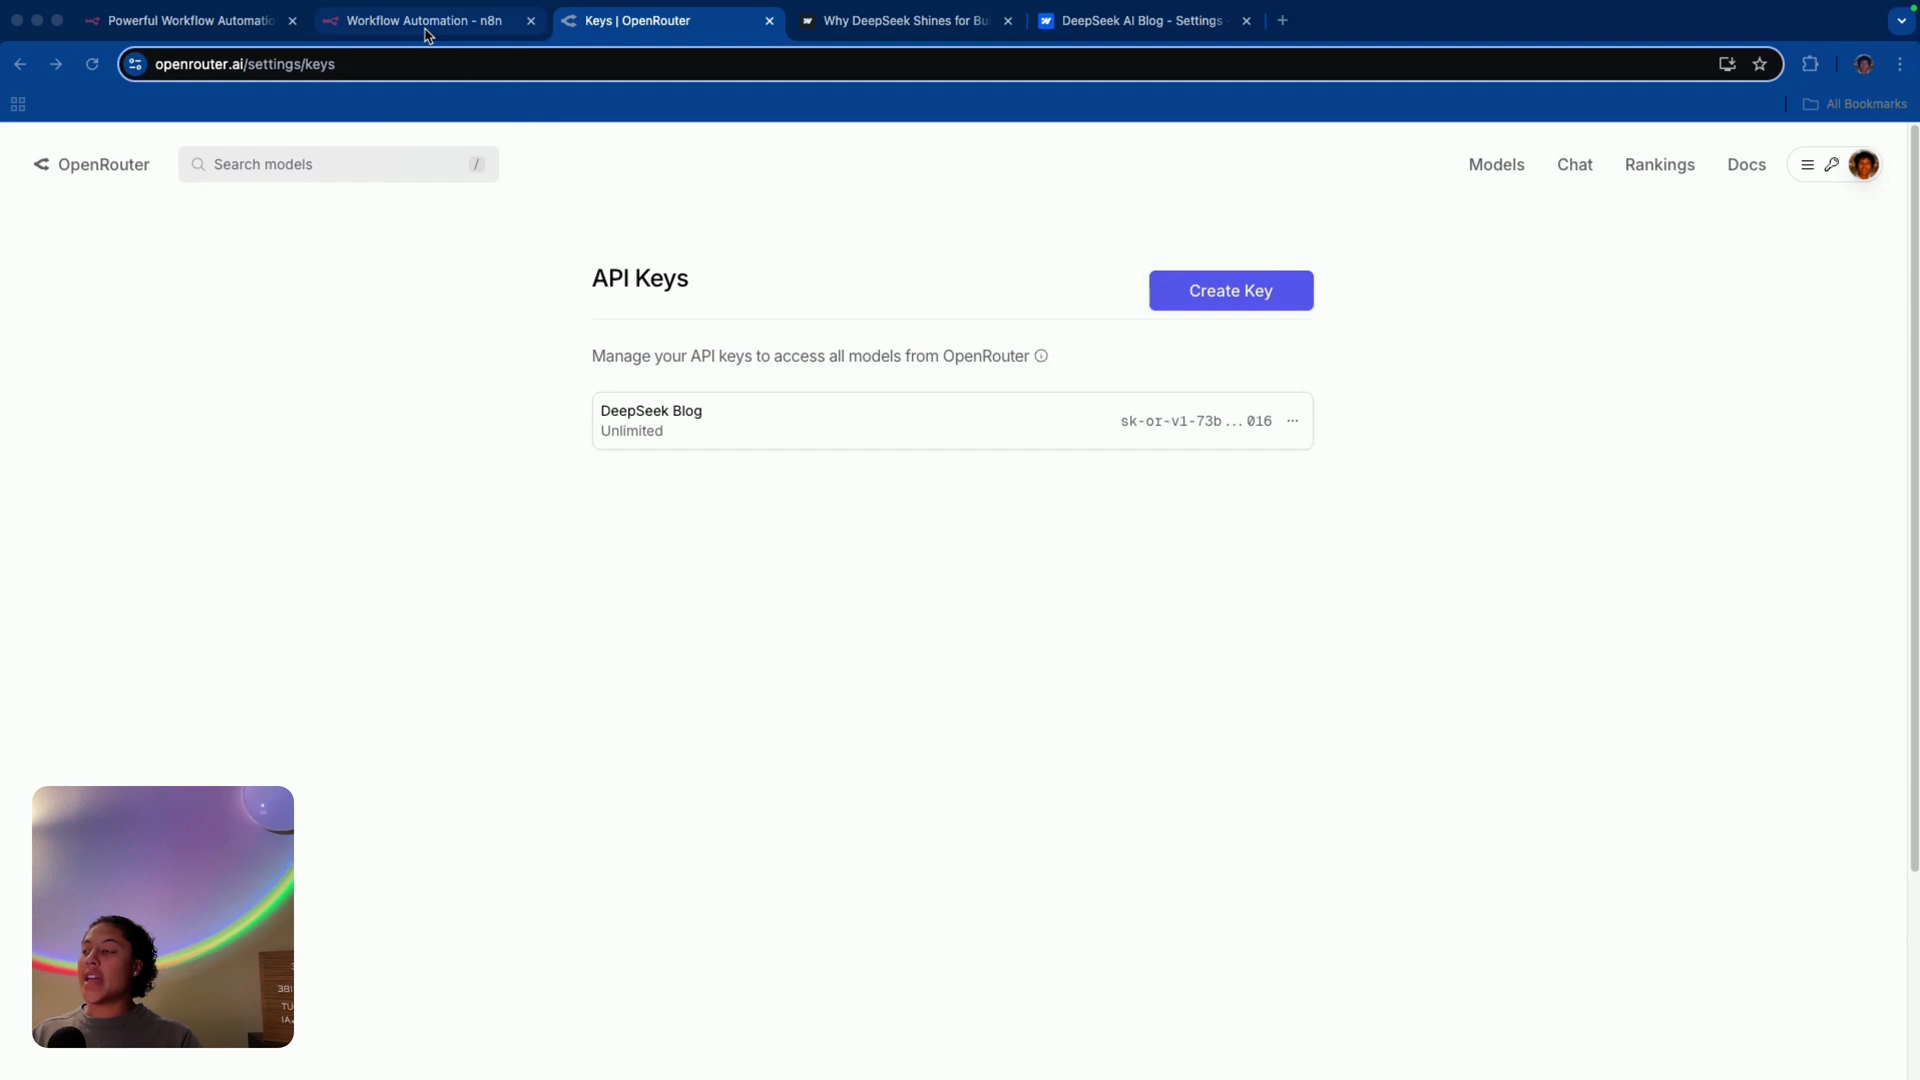 Powerful Workflow Automatio
Workflow Automation - n8n
Keys | OpenRouter
Why DeepSeek Shines for Bu
DeepSeek AI Blog - Settings
openrouter.ai/settings/keys
All Bookmarks
OpenRouter
Search models
/
Models
Chat
Rankings
Docs
API Keys
Create Key
Manage your API keys to access all models from OpenRouter
DeepSeek Blog
Unlimited
sk-or-v1-73b...016